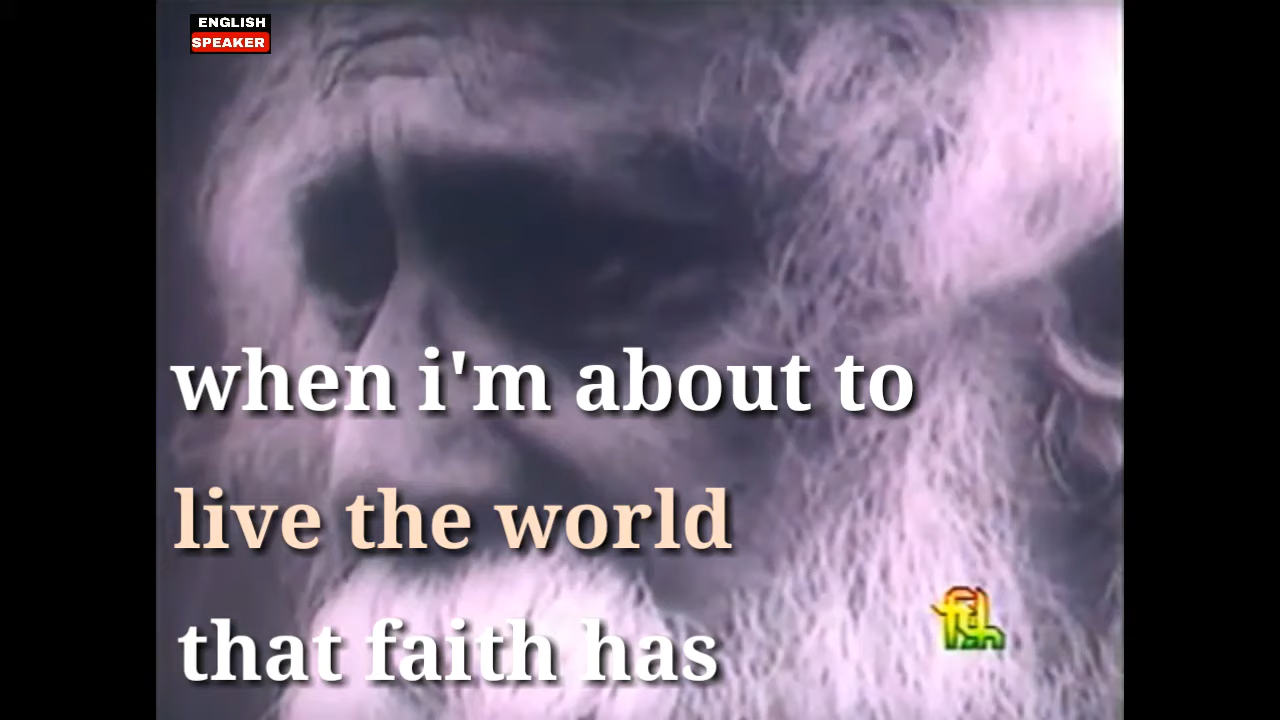 ENGLISH
SPEAKER
when i'm about to
live the world
that faith has